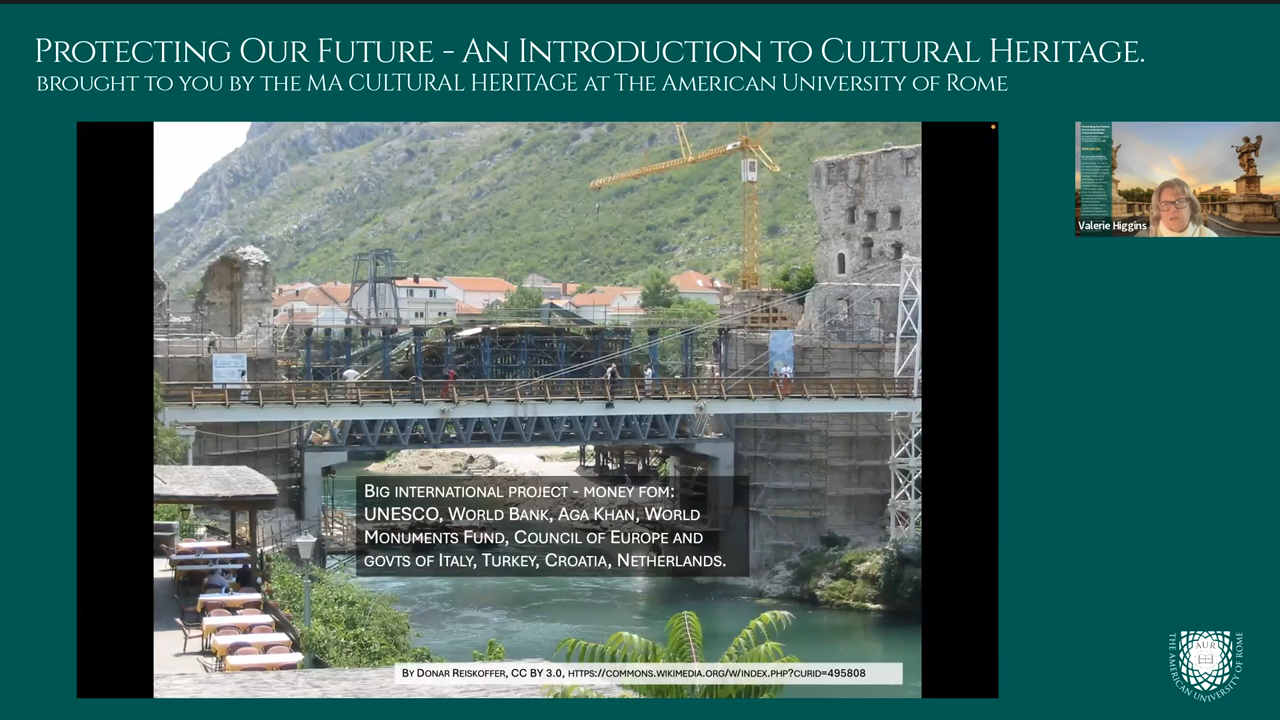 Protecting Our Future - An Introduction to Cultural Heritage.
brought to you by the MA Cultural Heritage at The American University of Rome
Valerie Higgins
Big international project - money fom:
UNESCO, World Bank, Aga Khan, World
Monuments Fund, Council of Europe and
govts of Italy, Turkey, Croatia, Netherlands.
By Donar Reiskoffer, CC BY 3.0, https://commons.wikimedia.org/w/index.php?curid=495808
AUR
THE AMERICAN UNIVERSITY OF ROME